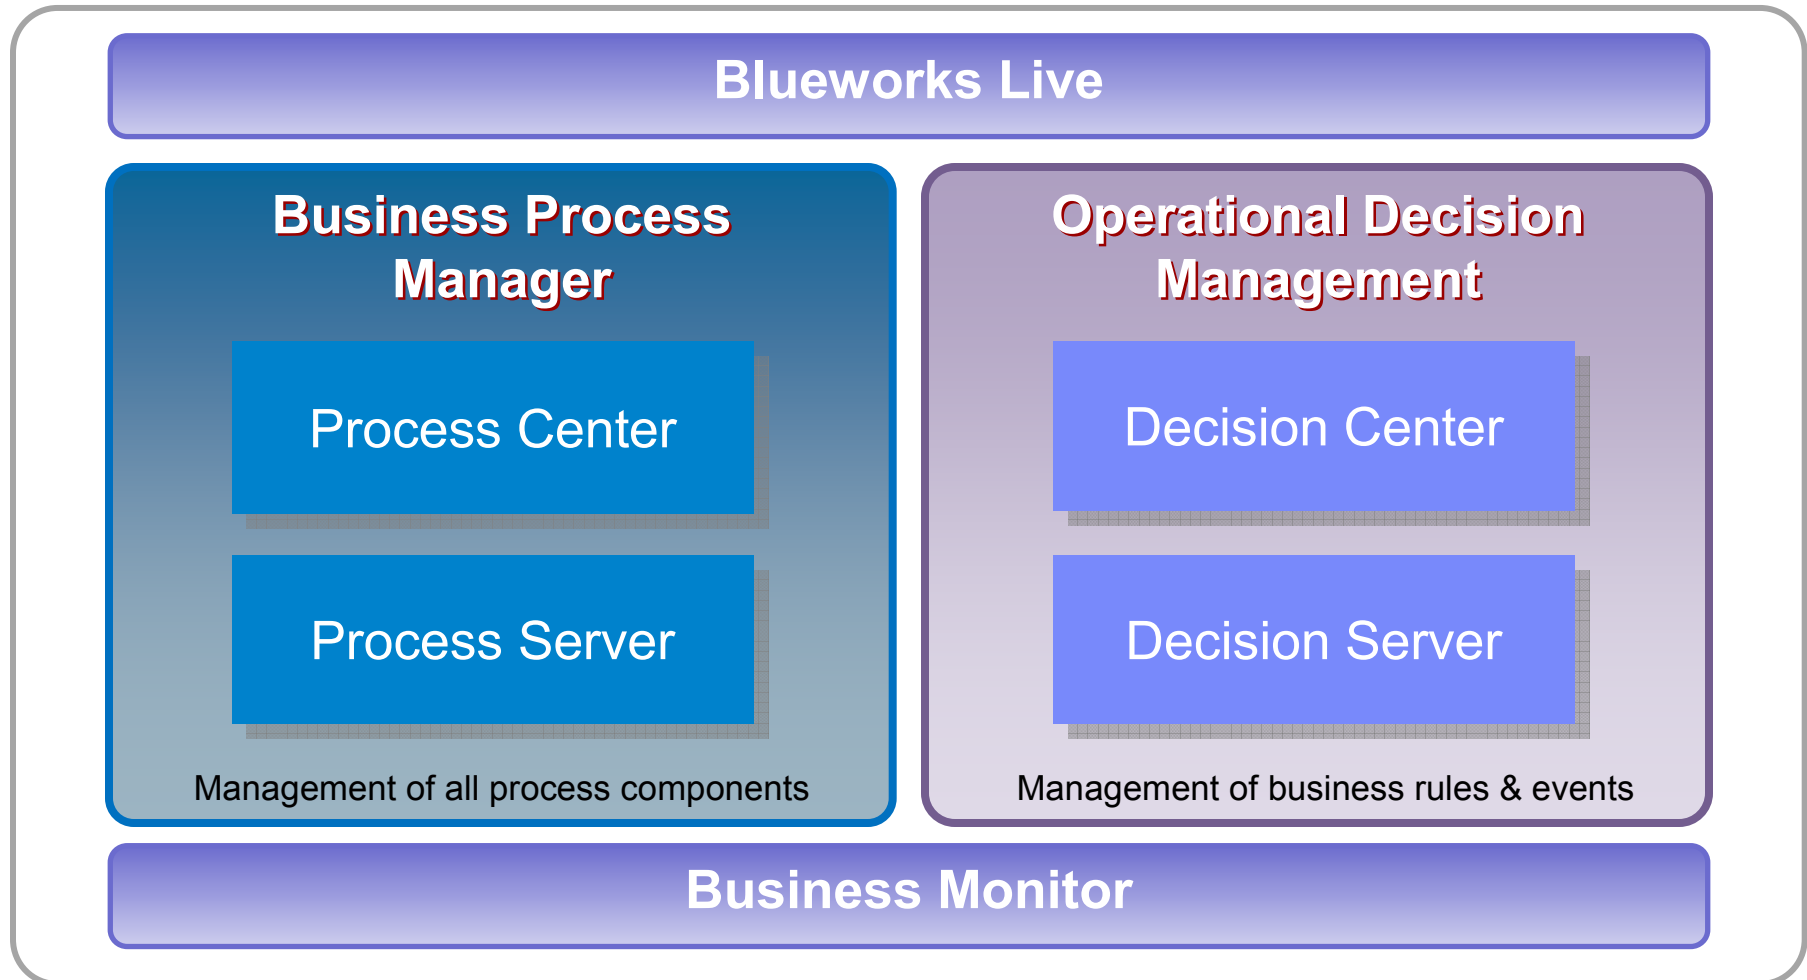 Blueworks Live
Business Process
Manager
Process Center
Process Server
Management of all process components
Operational Decision
Management
Decision Center
Decision Server
Management of business rules & events
Business Monitor